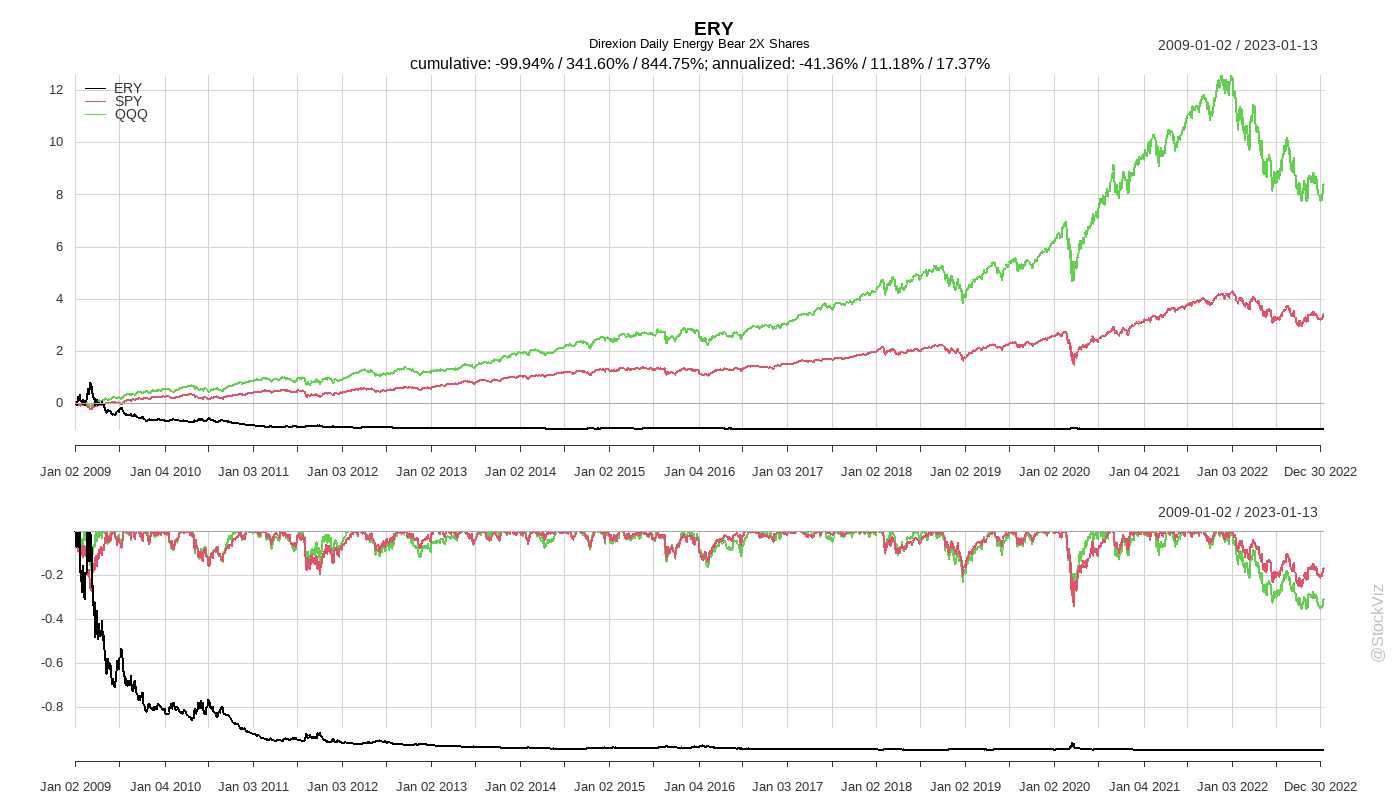 ERY
Direxion Daily Energy Bear 2X Shares
2009-01-02 / 2023-01-13
cumulative: -99.94% / 341.60% / 844.75%; annualized: -41.36% / 11.18% / 17.37%
ERY
SPY
QQQ
12
10
8
6
4
2
0
Jan 02 2009 Jan 04 2010 Jan 03 2011 Jan 03 2012 Jan 02 2013 Jan 02 2014 Jan 02 2015 Jan 04 2016 Jan 03 2017 Jan 02 2018 Jan 02 2019 Jan 02 2020 Jan 04 2021 Jan 03 2022 Dec 30 2022
2009-01-02 / 2023-01-13
-0.2
-0.4
-0.6
-0.8
Jan 02 2009 Jan 04 2010 Jan 03 2011 Jan 03 2012 Jan 02 2013 Jan 02 2014 Jan 02 2015 Jan 04 2016 Jan 03 2017 Jan 02 2018 Jan 02 2019 Jan 02 2020 Jan 04 2021 Jan 03 2022 Dec 30 2022
@StockViz